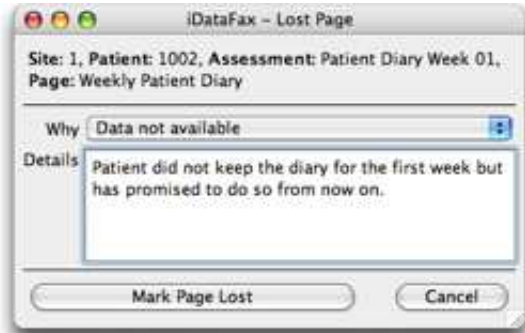 iDataFax – Lost Page
Site: 1, Patient: 1002, Assessment: Patient Diary Week 01,
Page: Weekly Patient Diary
Why Data not available
Details Patient did not keep the diary for the first week but
has promised to do so from now on.
Mark Page Lost Cancel